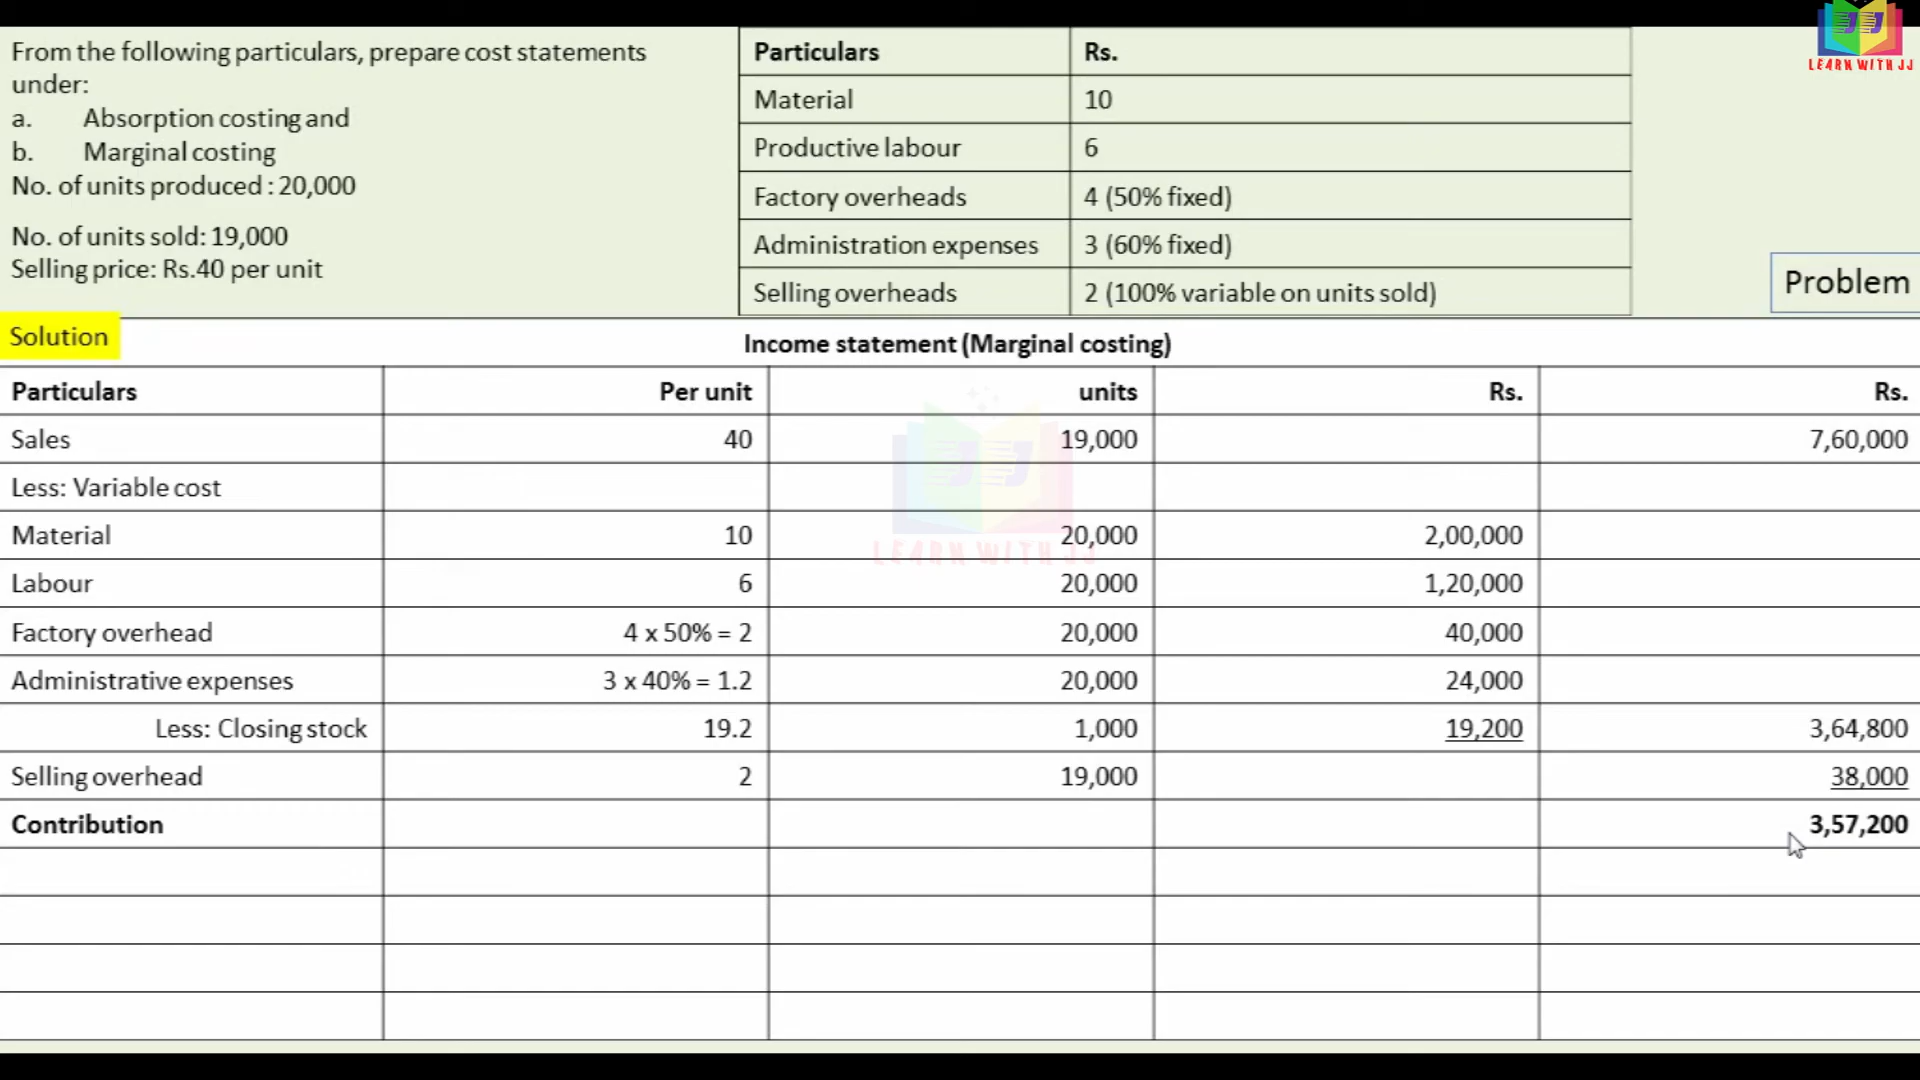 LEARN WITH JJ
From the following particulars, prepare cost statements
under:
a. Absorption costing and
b. Marginal costing
No. of units produced : 20,000
No. of units sold: 19,000
Selling price: Rs.40 per unit
Particulars Rs.
Material 10
Productive labour 6
Factory overheads 4 (50% fixed)
Administration expenses 3 (60% fixed)
Selling overheads 2 (100% variable on units sold)
Problem
Solution
Income statement (Marginal costing)
Particulars Per unit units Rs. Rs.
Sales 40 19,000 7,60,000
Less: Variable cost
Material 10 20,000 2,00,000
LEARN WITH JJ
Labour 6 20,000 1,20,000
Factory overhead 4 x 50% = 2 20,000 40,000
Administrative expenses 3 x 40% = 1.2 20,000 24,000
Less: Closing stock 19.2 1,000 19,200 3,64,800
Selling overhead 2 19,000 38,000
Contribution 3,57,200